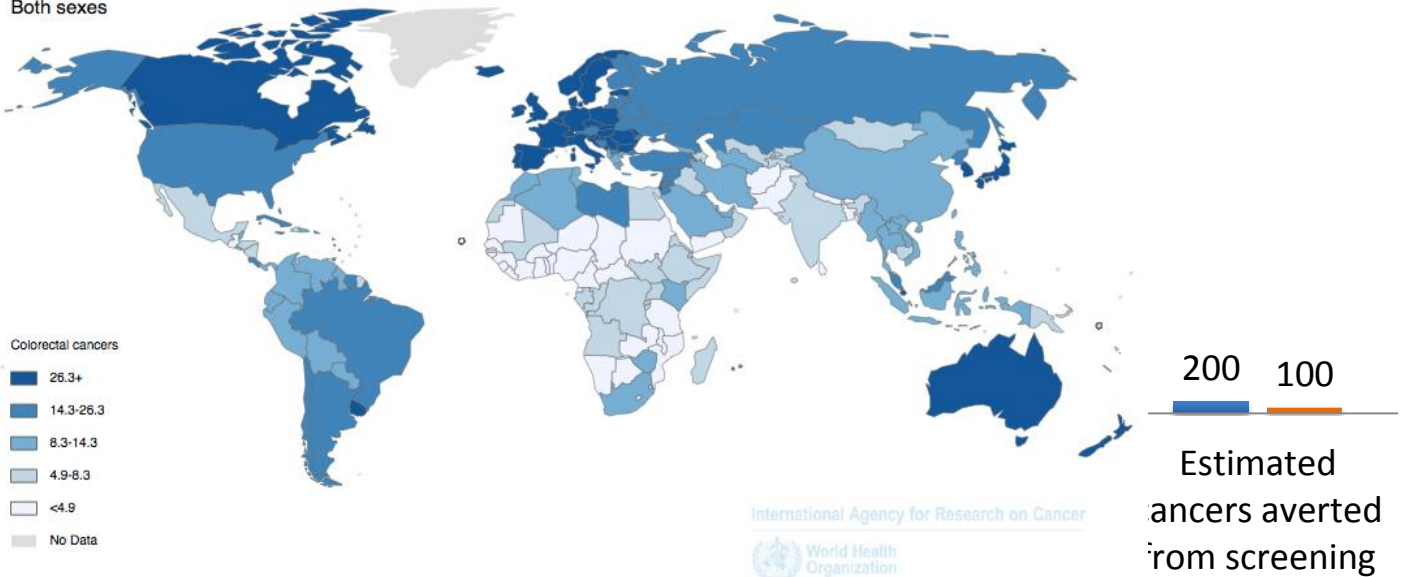 Both sexes
Colorectal cancers
26.3+
14.3-26.3
8.3-14.3
4.9-8.3
<4.9
No Data
International Agency for Research on Cancer
World Health
Organization
200 100
Estimated
ancers averted
from screening